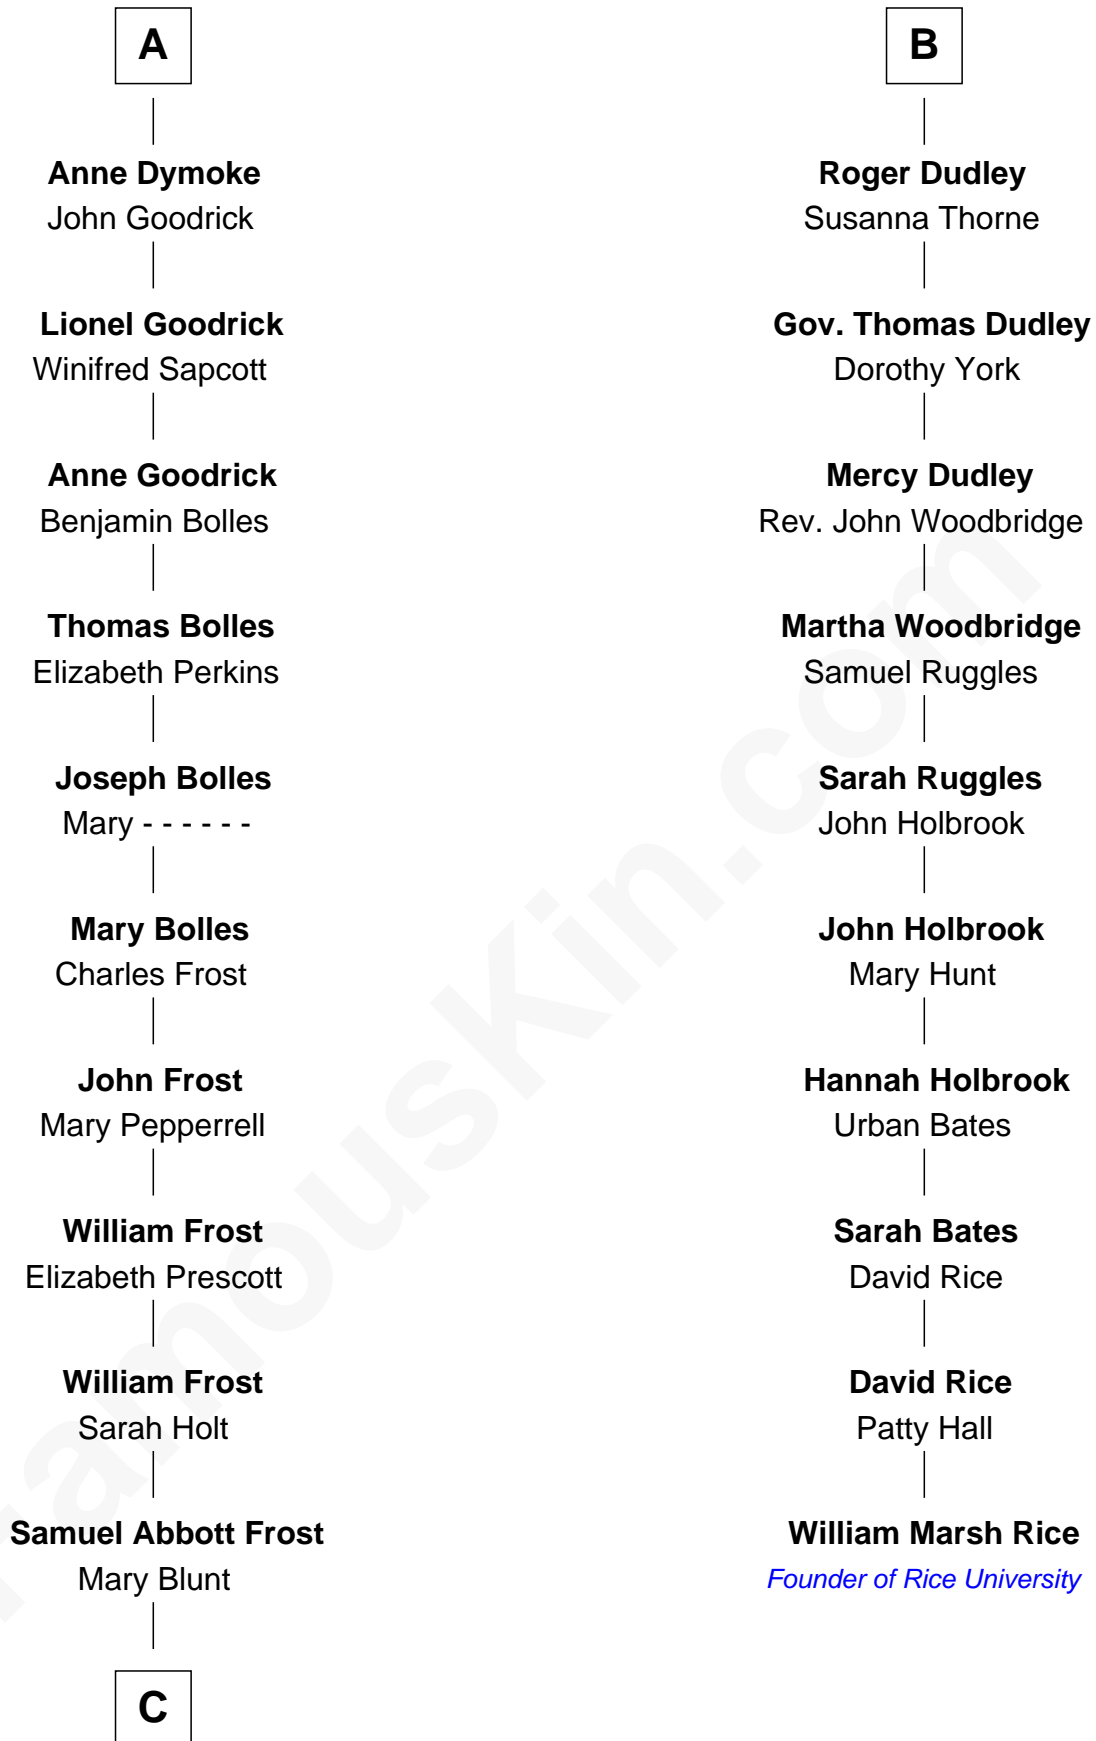 A
Anne Dymoke
John Goodrick
Lionel Goodrick
Winifred Sapcott
Anne Goodrick
Benjamin Bolles
Thomas Bolles
Elizabeth Perkins
Joseph Bolles
Mary - - - - - -
Mary Bolles
Charles Frost
John Frost
Mary Pepperrell
William Frost
Elizabeth Prescott
William Frost
Sarah Holt
Samuel Abbott Frost
Mary Blunt
C
B
Roger Dudley
Susanna Thorne
Gov. Thomas Dudley
Dorothy York
Mercy Dudley
Rev. John Woodbridge
Martha Woodbridge
Samuel Ruggles
Sarah Ruggles
John Holbrook
John Holbrook
Mary Hunt
Hannah Holbrook
Urban Bates
Sarah Bates
David Rice
David Rice
Patty Hall
William Marsh Rice
Founder of Rice University
FamousKin.com